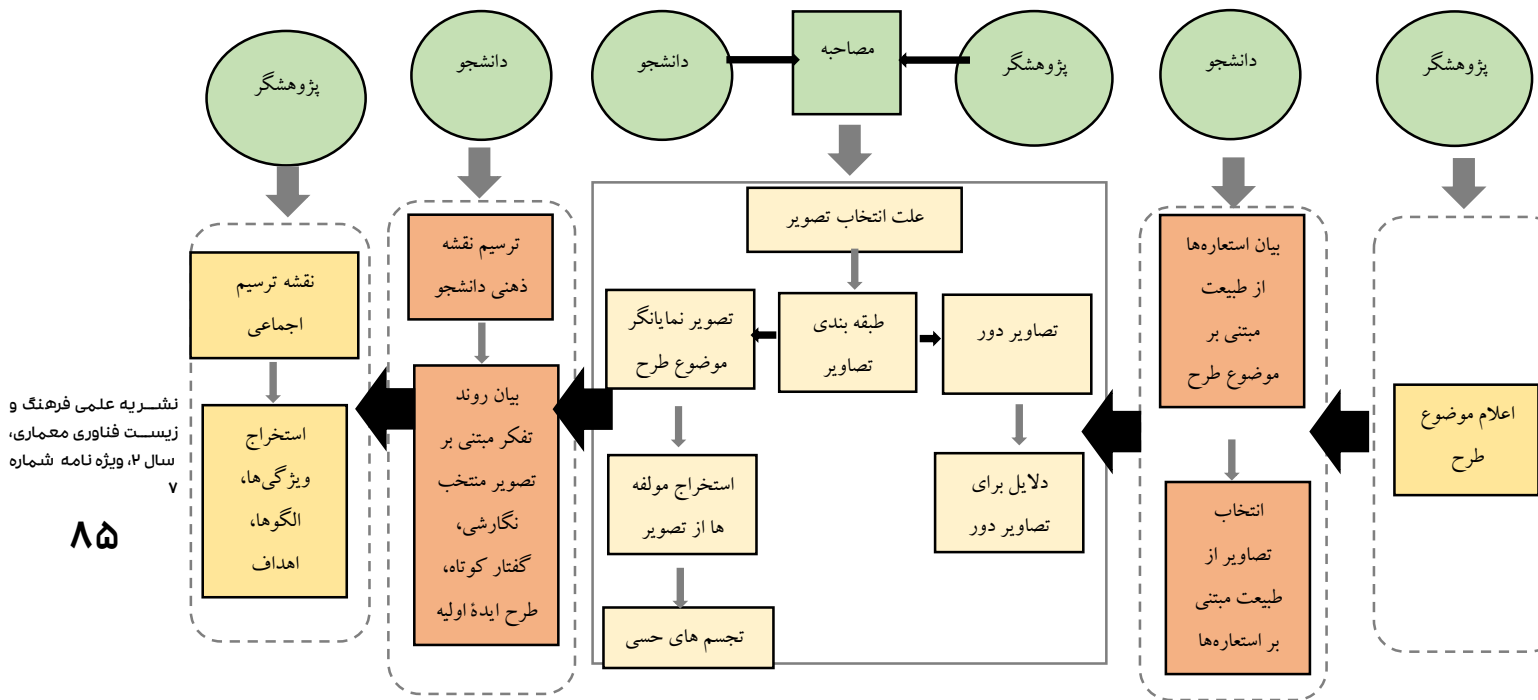 پژوهشگر
دانشجو
پژوهشگر
مصاحبه
دانشجو
دانشجو
پژوهشگر
اعلام موضوع
طرح
بیان استعاره‌ها
از طبیعت
مبتنی بر
موضوع طرح
انتخاب
تصاویر از
طبیعت مبتنی
بر استعاره‌ها
علت انتخاب تصویر
تصاویر دور
طبقه بندی
تصاویر
تصویر نمایانگر
موضوع طرح
دلایل برای
تصاویر دور
استخراج مولفه
ها از تصویر
تجسم های حسی
ترسیم نقشه
ذهنی دانشجو
بیان روند
تفکر مبتنی بر
تصویر منتخب
نگارشی،
گفتار کوتاه،
طرح ایدۀ اولیه
نقشه ترسیم
اجماعی
استخراج
ویژگی‌ها،
الگوها،
اهداف
نشریه علمی فرهنگ و
زیست فناوری معماری،
سال ۲، ویژه نامه شماره
۷
۸۵